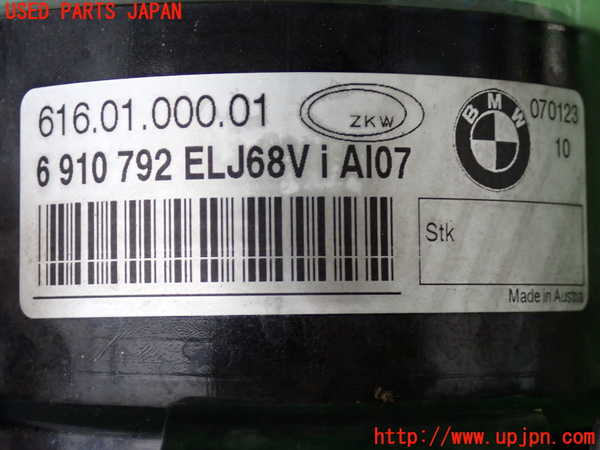 USED PARTS JAPAN
616.01.000.01
ZKW
BMW
070123
10
6 910 792 ELJ68V i AI07
Stk
Made in Austria
http://www.upjpn.com/